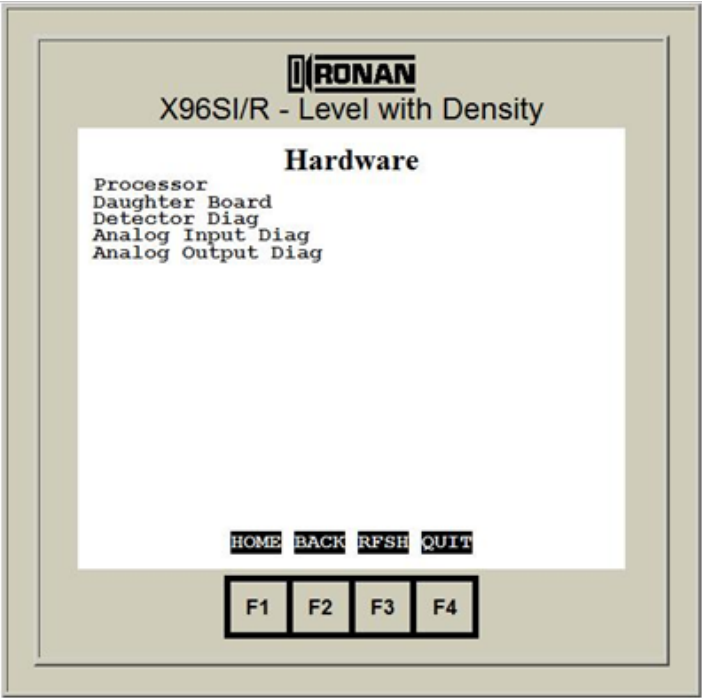 RONAN
X96SI/R - Level with Density
Hardware
Processor
Daughter Board
Detector Diag
Analog Input Diag
Analog Output Diag
HOME BACK RFSH QUIT
F1 F2 F3 F4